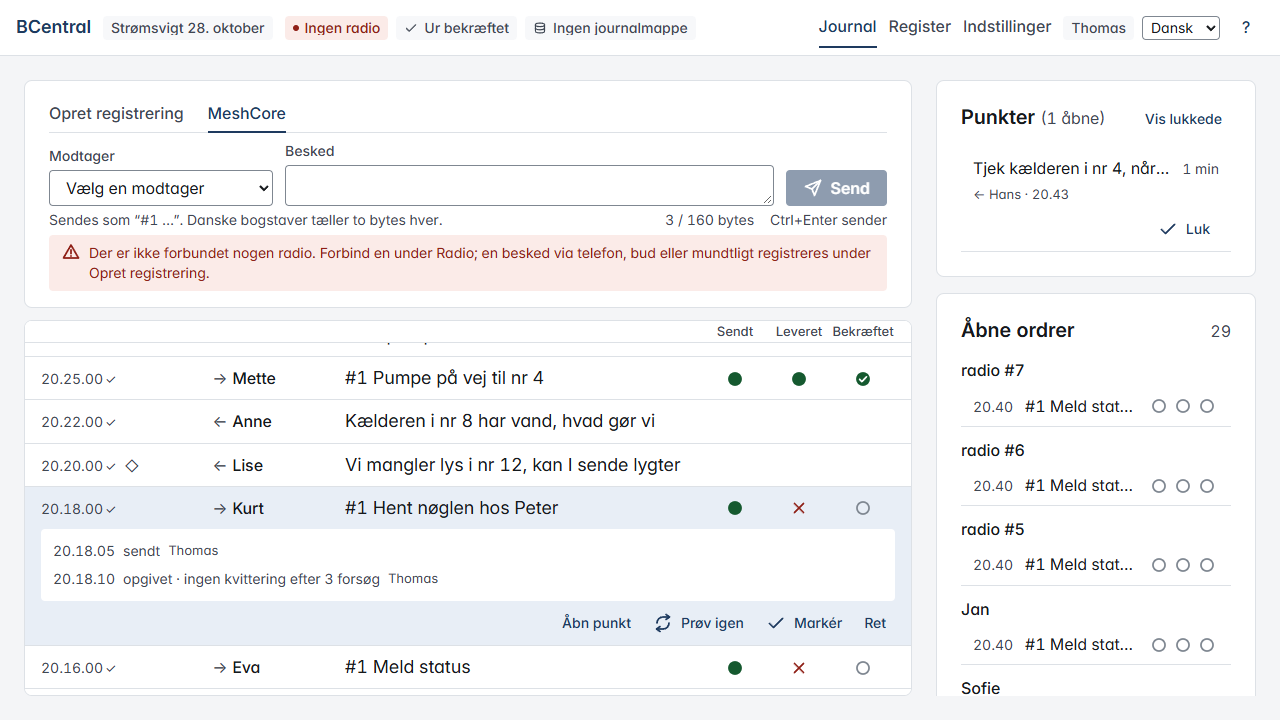 BCentral
Strømsvigt 28. oktober
Ingen radio
Ur bekræftet
Ingen journalmappe
Journal
Register
Indstillinger
Thomas
Dansk
?
Opret registrering
MeshCore
Modtager
Besked
Vælg en modtager
Send
Sendes som “#1 …”. Danske bogstaver tæller to bytes hver.
3 / 160 bytes
Ctrl+Enter sender
Der er ikke forbundet nogen radio. Forbind en under Radio; en besked via telefon, bud eller mundtligt registreres under
Opret registrering.
Sendt
Leveret
Bekræftet
20.25.00 → Mette #1 Pumpe på vej til nr 4
20.22.00 ← Anne Kælderen i nr 8 har vand, hvad gør vi
20.20.00 ← Lise Vi mangler lys i nr 12, kan I sende lygter
20.18.00 → Kurt #1 Hent nøglen hos Peter
20.18.05 sendt Thomas
20.18.10 opgivet · ingen kvittering efter 3 forsøg Thomas
Åbn punkt
Prøv igen
Markér
Ret
20.16.00 → Eva #1 Meld status
Punkter (1 åbne)
Vis lukkede
Tjek kælderen i nr 4, når… 1 min
← Hans · 20.43
Luk
Åbne ordrer 29
radio #7
20.40 #1 Meld stat…
radio #6
20.40 #1 Meld stat…
radio #5
20.40 #1 Meld stat…
Jan
20.40 #1 Meld stat…
Sofie